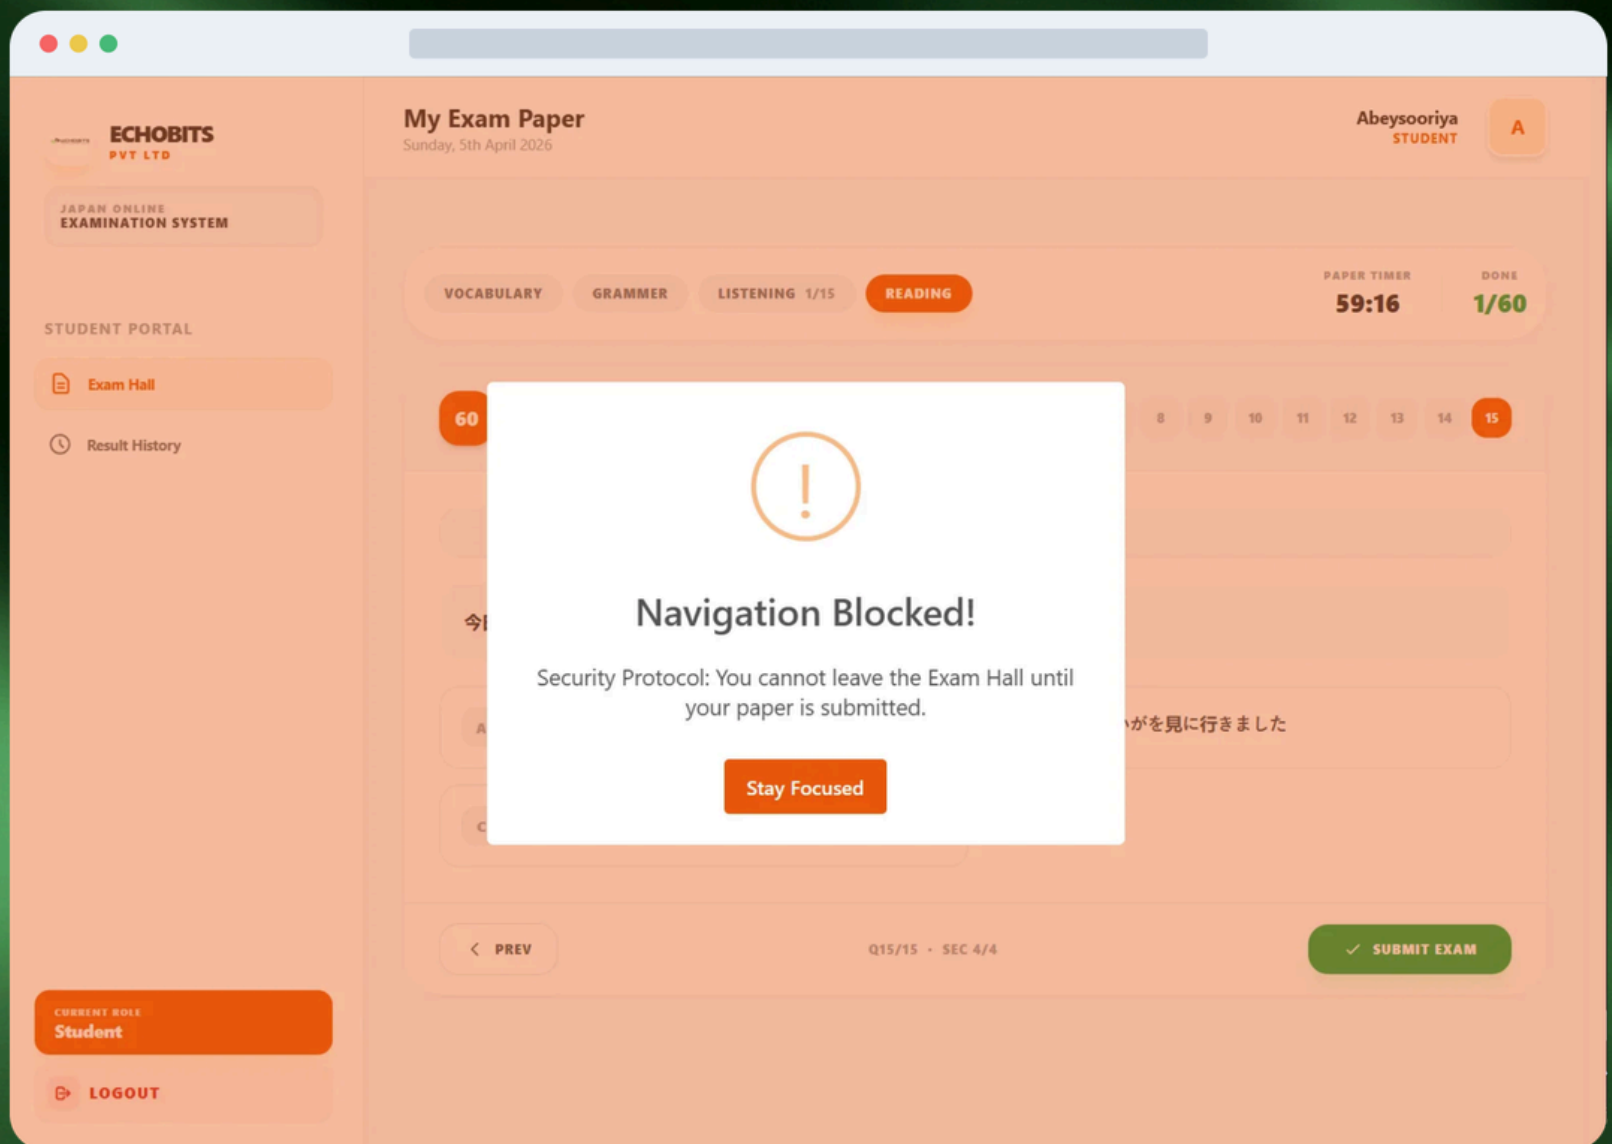 ECHOBITS
PVT LTD
JAPAN ONLINE
EXAMINATION SYSTEM
STUDENT PORTAL
Exam Hall
Result History
CURRENT ROLE
Student
LOGOUT
My Exam Paper
Sunday, 5th April 2026
Abeysooriya
STUDENT
A
VOCABULARY
GRAMMER
LISTENING 1/15
READING
PAPER TIMER
59:16
DONE
1/60
60
8 9 10 11 12 13 14 15
Navigation Blocked!
Security Protocol: You cannot leave the Exam Hall until
your paper is submitted.
Stay Focused
今
A
がを見に行きました
C
PREV
Q15/15 • SEC 4/4
SUBMIT EXAM